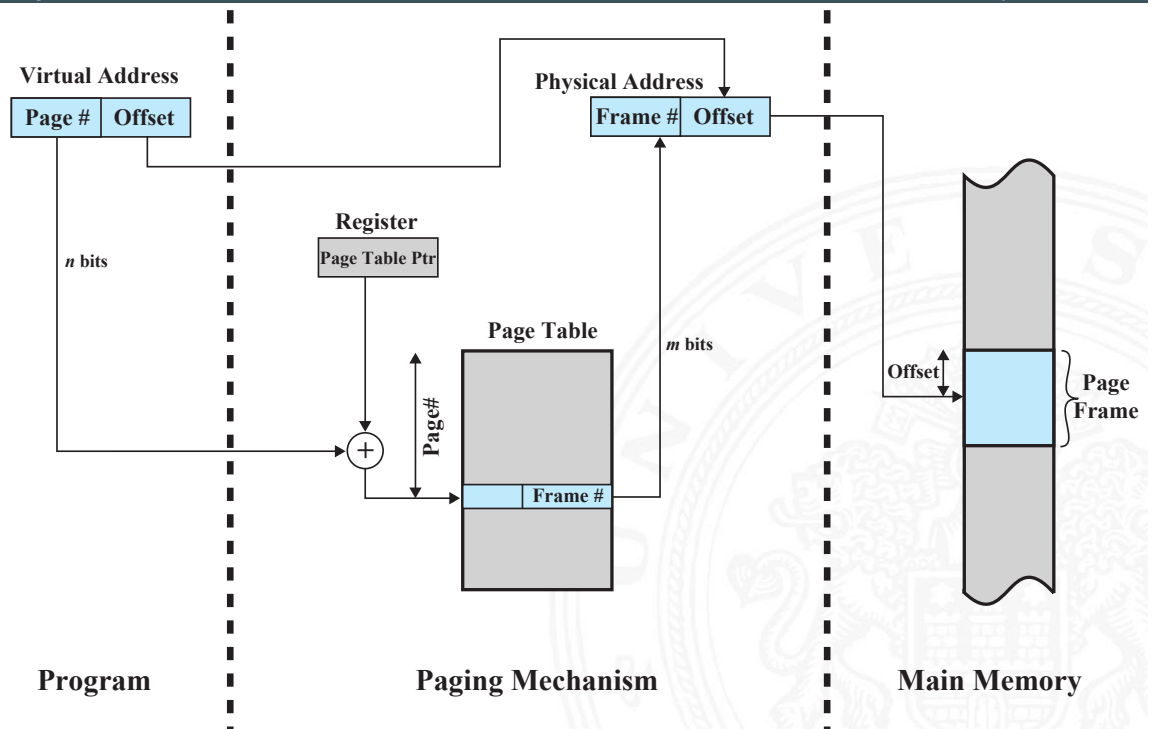 Virtual Address
Page # Offset
Physical Address
Frame # Offset
n bits
Register
Page Table Ptr
Page Table
Page#
+
Frame #
m bits
Offset
Page
Frame
Program
Paging Mechanism
Main Memory